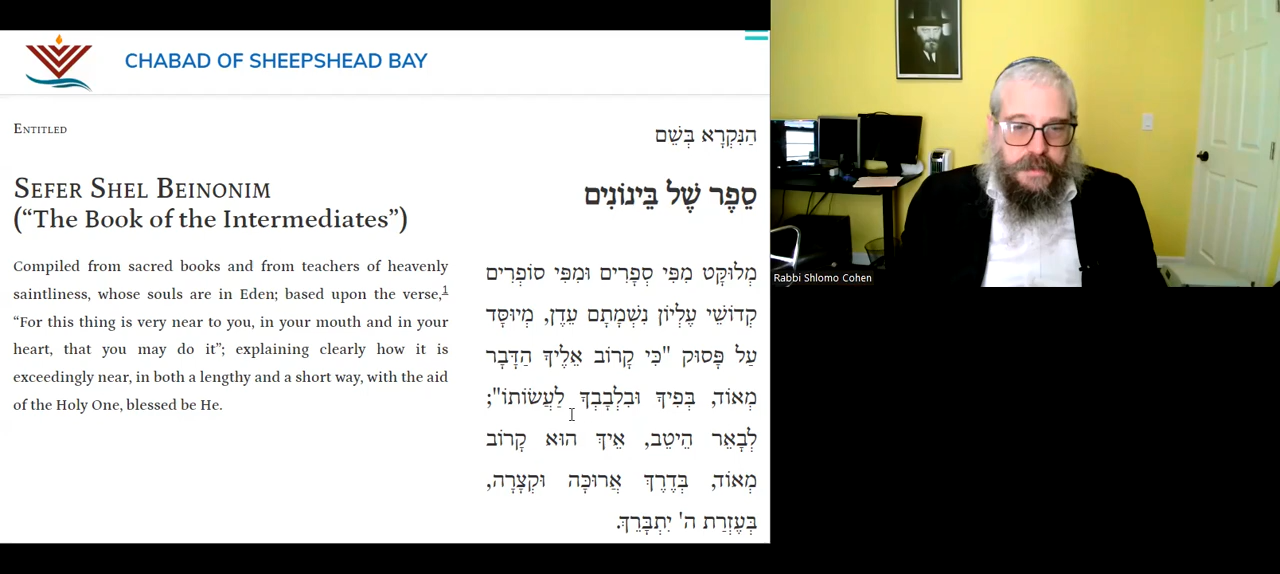 CHABAD OF SHEEPSHEAD BAY
ENTITLED
SEFER SHEL BEINONIM
(“The Book of the Intermediates”)
Compiled from sacred books and from teachers of heavenly
saintliness, whose souls are in Eden; based upon the verse,1
“For this thing is very near to you, in your mouth and in your
heart, that you may do it”; explaining clearly how it is
exceedingly near, in both a lengthy and a short way, with the aid
of the Holy One, blessed be He.
הַנִּקְרָא בְּשֵׁם
סֵפֶר שֶׁל בֵּינוֹנִים
מְלוּקָּט מִפִּי סְפָרִים וּמִפִּי סוֹפְרִים
קְדוֹשֵׁי עֶלְיוֹן נִשְׁמָתָם עֵדֶן, מְיוּסָּד
עַל פָּסוּק "כִּי קָרוֹב אֵלֶיךָ הַדָּבָר
מְאוֹד, בְּפִיךָ וּבִלְבָבְךָ לַעֲשׂוֹתוֹ";
לְבָאֵר הֵיטֵב, אֵיךְ הוּא קָרוֹב
מְאוֹד, בְּדֶרֶךְ אֲרוּכָּה וּקְצָרָה,
בְּעֶזְרַת ה' יִתְבָּרֵךְ.
Rabbi Shlomo Cohen